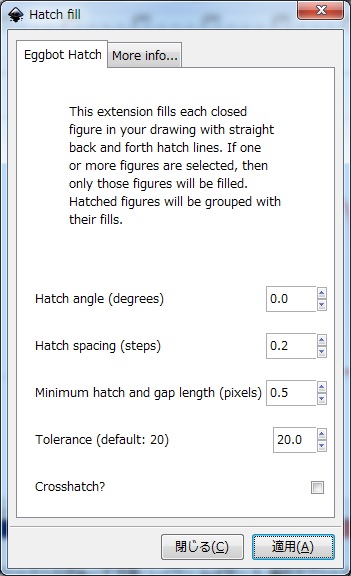 Hatch fill
Eggbot Hatch
More info...
This extension fills each closed
figure in your drawing with straight
back and forth hatch lines. If one
or more figures are selected, then
only those figures will be filled.
Hatched figures will be grouped with
their fills.
Hatch angle (degrees) 0.0
Hatch spacing (steps) 0.2
Minimum hatch and gap length (pixels) 0.5
Tolerance (default: 20) 20.0
Crosshatch?
閉じる(C) 適用(A)